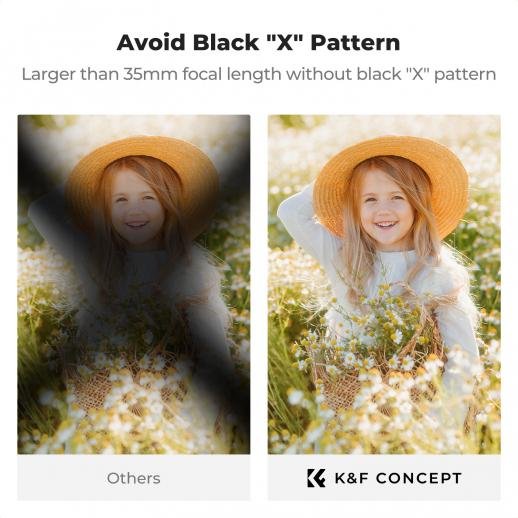 Avoid Black "X" Pattern
Larger than 35mm focal length without black "X" pattern
Others
K&F CONCEPT